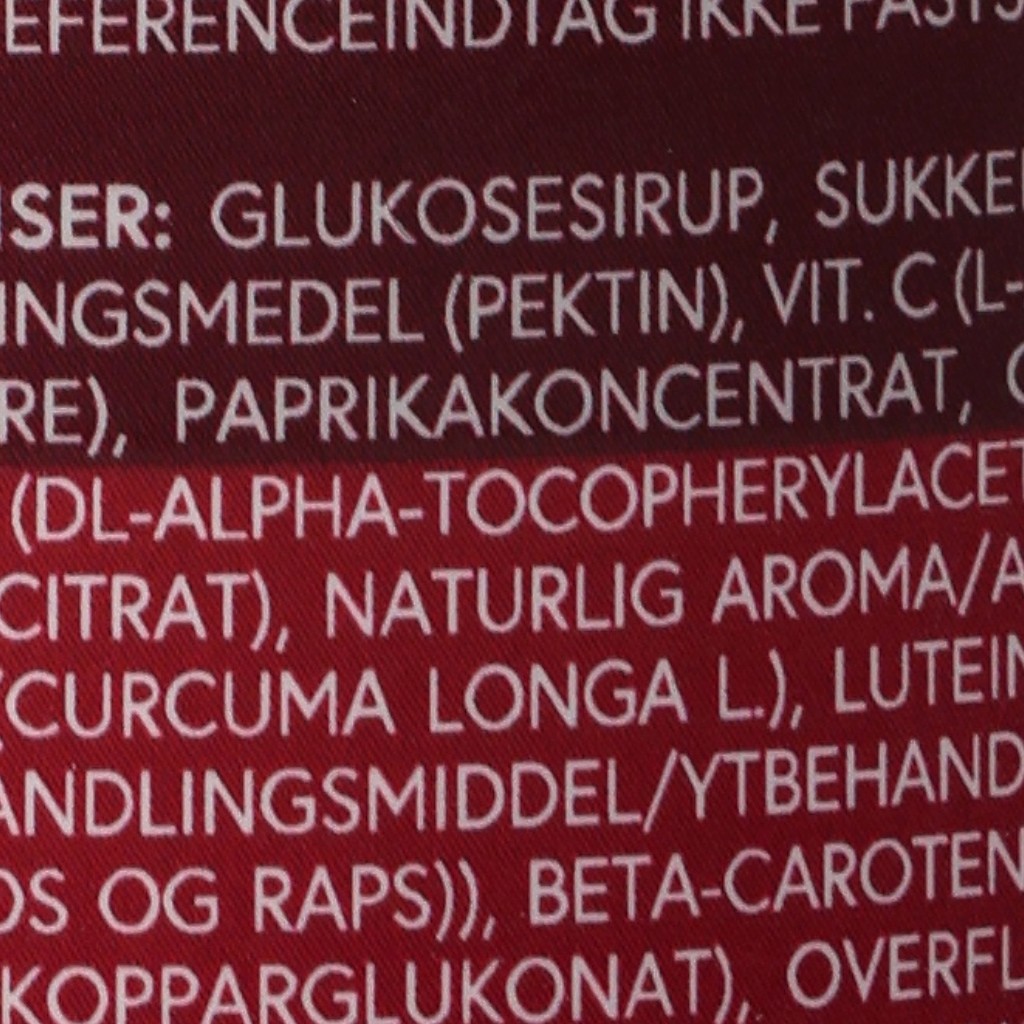 EFERENCEINDTAG IKKE FASTS
ISER: GLUKOSESIRUP, SUKKE
INGSMEDEL (PEKTIN), VIT. C (L-
RE), PAPRIKAKONCENTRAT,
(DL-ALPHA-TOCOPHERYLACET
CITRAT), NATURLIG AROMA/A
(CURCUMA LONGA L.), LUTEIN
ANDLINGSMIDDEL/YTBEHAND
OS OG RAPS)), BETA-CAROTEN
KOPPARGLUKONAT), OVERFL